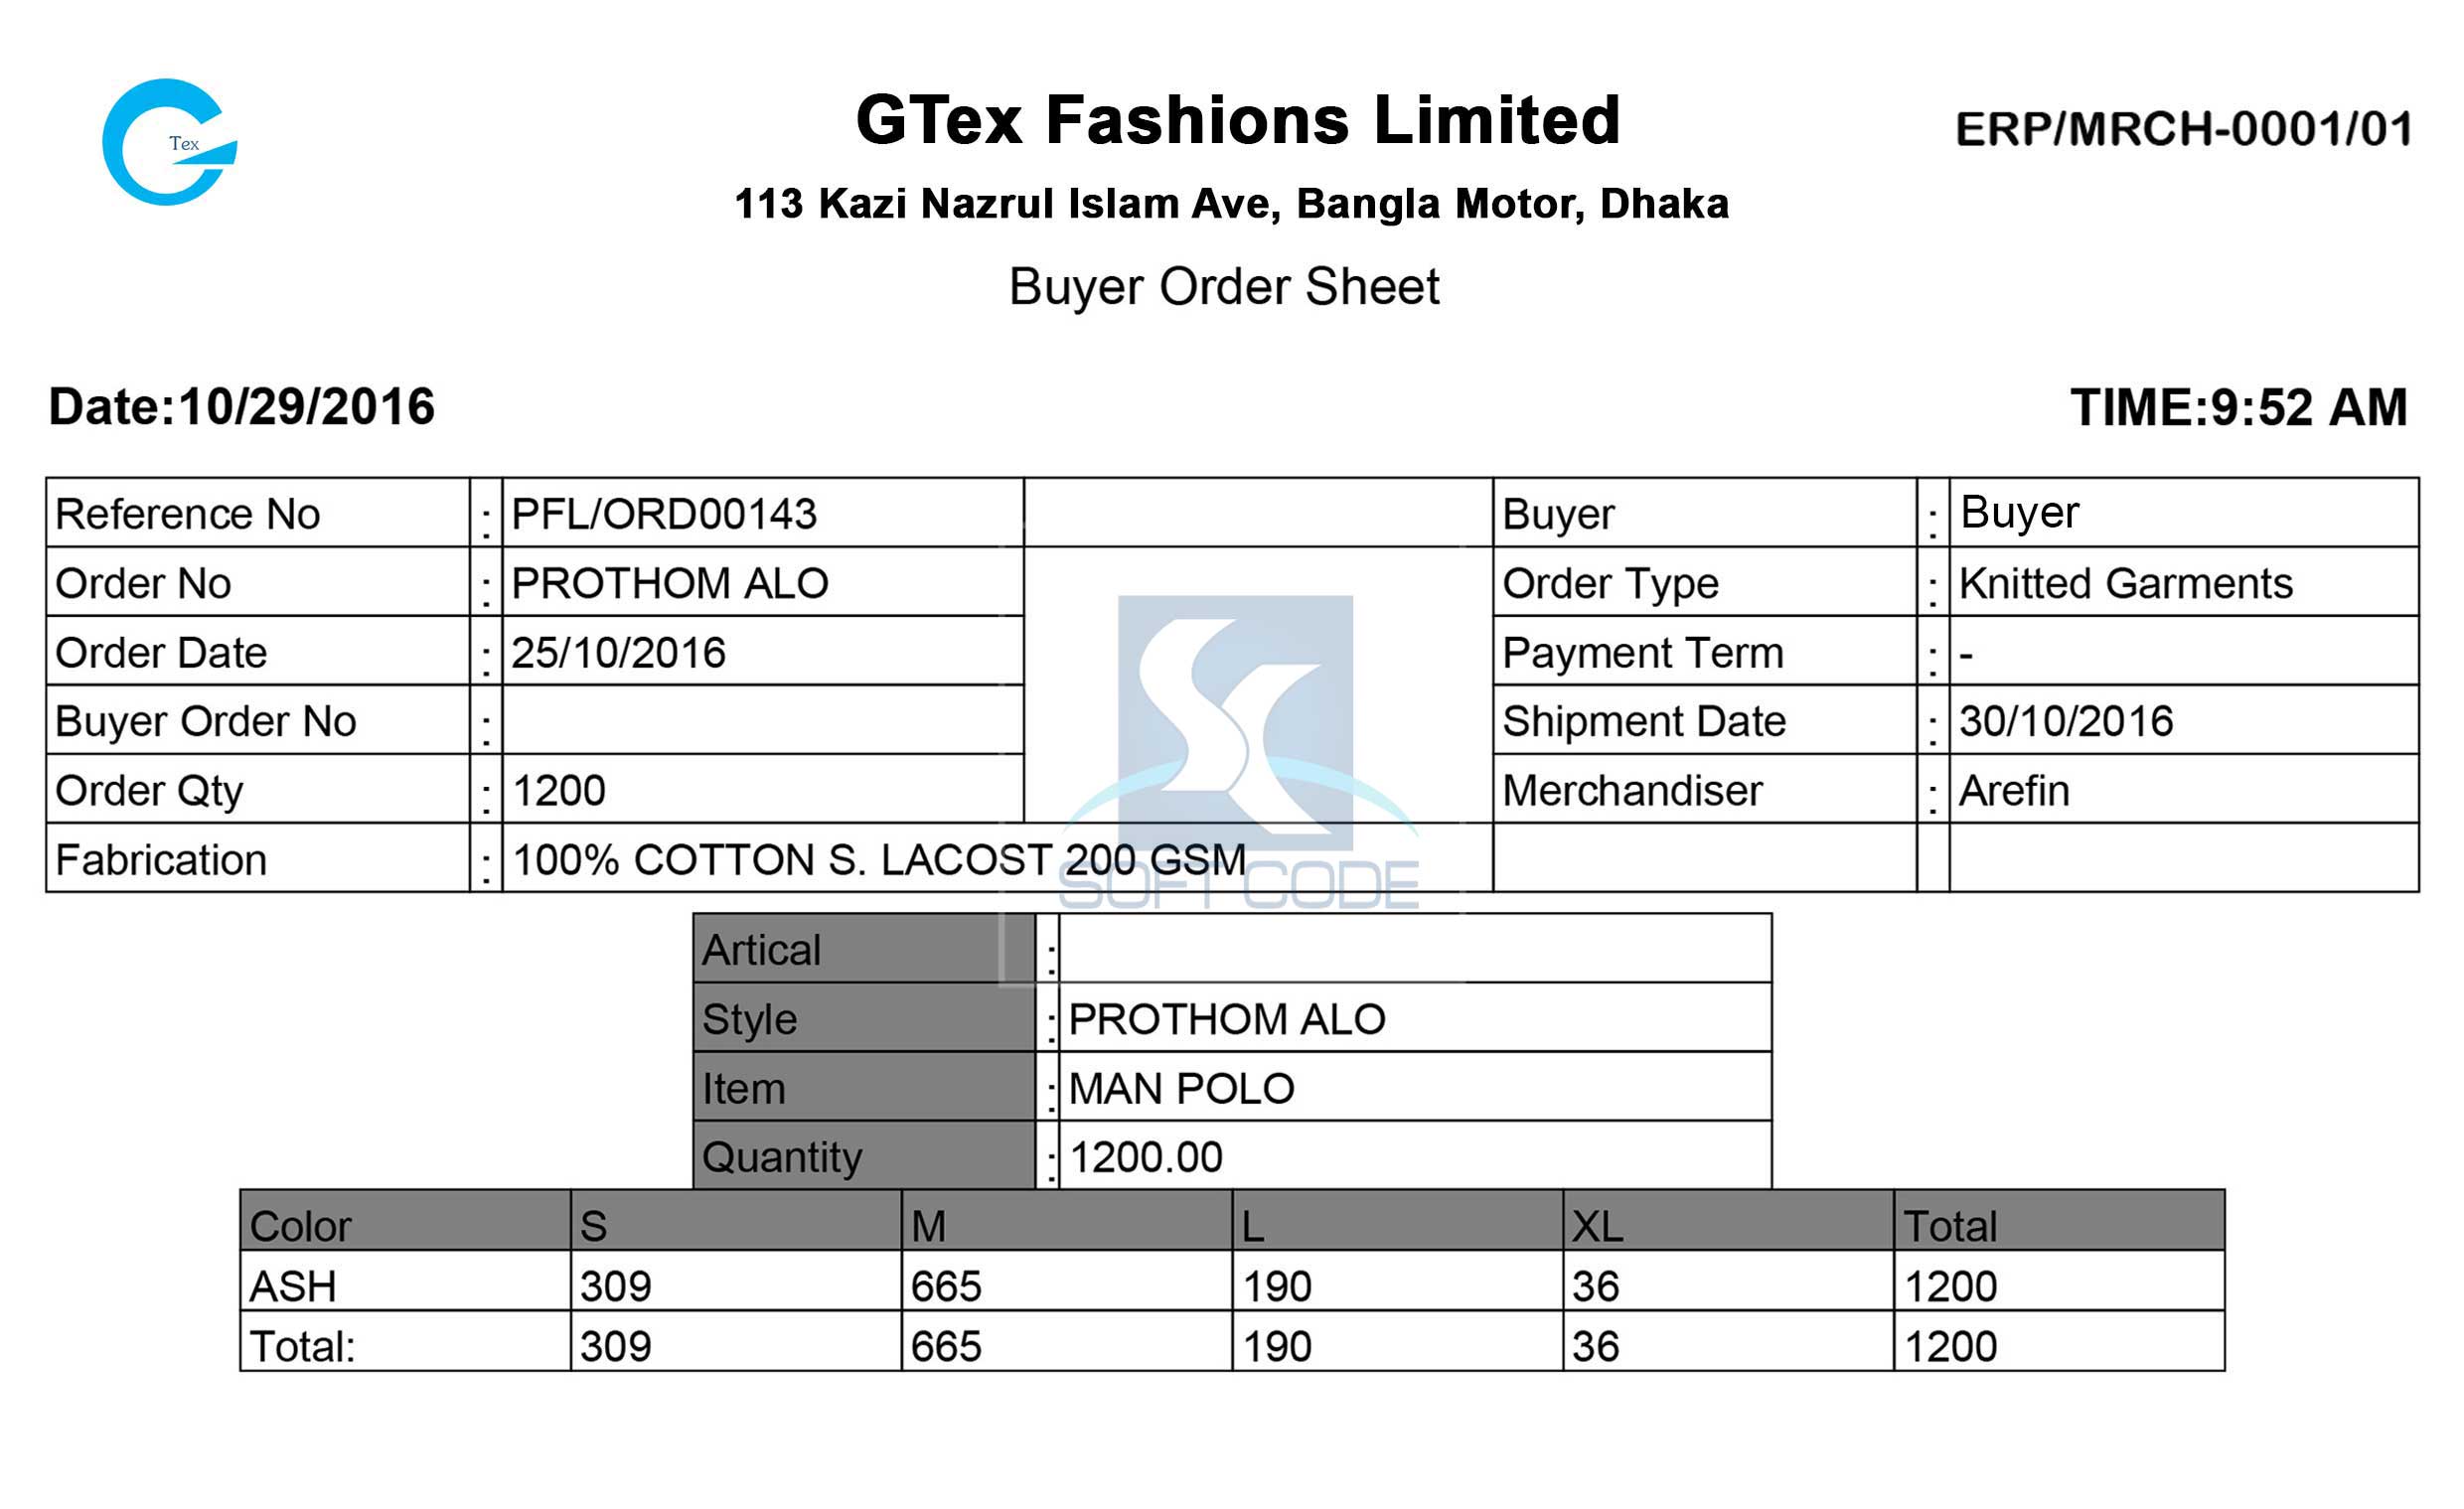 Tex
GTex Fashions Limited
ERP/MRCH-0001/01
113 Kazi Nazrul Islam Ave, Bangla Motor, Dhaka
Buyer Order Sheet
Date:10/29/2016 TIME:9:52 AM
Reference No : PFL/ORD00143 Buyer : Buyer
Order No : PROTHOM ALO Order Type : Knitted Garments
Order Date : 25/10/2016 Payment Term : -
Buyer Order No : Shipment Date : 30/10/2016
Order Qty : 1200 Merchandiser : Arefin
Fabrication : 100% COTTON S. LACOST 200 GSM
SOFT CODE
Artical :
Style : PROTHOM ALO
Item : MAN POLO
Quantity : 1200.00
Color S M L XL Total
ASH 309 665 190 36 1200
Total: 309 665 190 36 1200